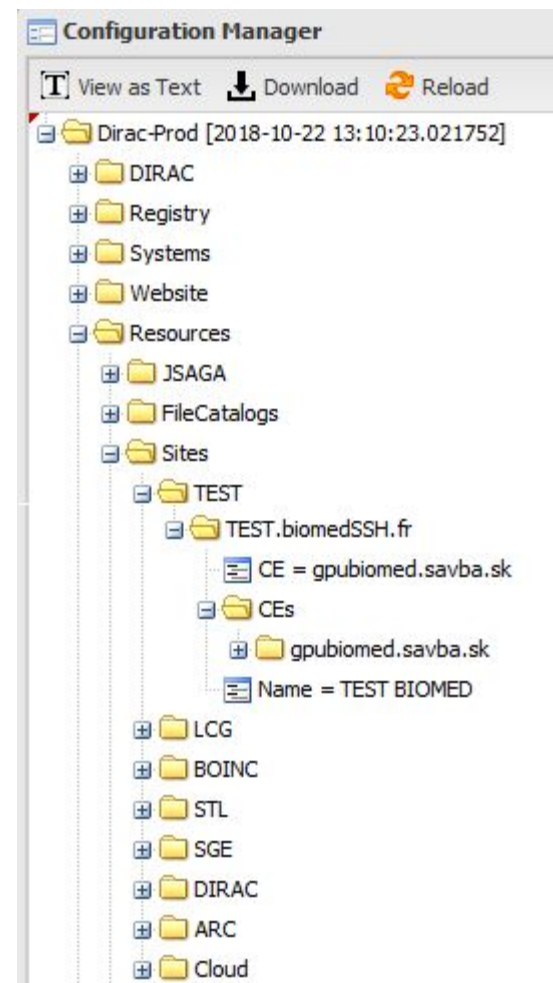 Configuration Manager
View as Text Download Reload
Dirac-Prod [2018-10-22 13:10:23.021752]
DIRAC
Registry
Systems
Website
Resources
JSAGA
FileCatalogs
Sites
TEST
TEST.biomedSSH.fr
CE = gpubiomed.savba.sk
CEs
gpubiomed.savba.sk
Name = TEST BIOMED
LCG
BOINC
STL
SGE
DIRAC
ARC
Cloud